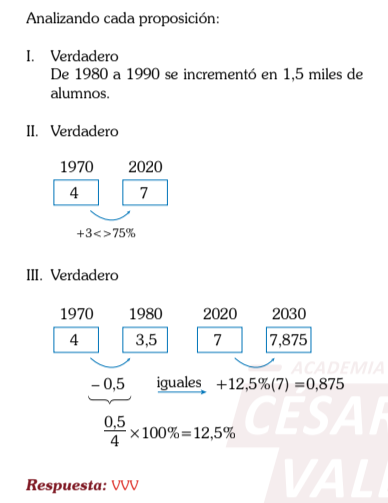 Analizando cada proposición:
I. Verdadero
De 1980 a 1990 se incrementó en 1,5 miles de
alumnos.
II. Verdadero
1970 2020
4 7
+3<>75%
III. Verdadero
1970 1980 2020 2030
4 3,5 7 7,875
– 0,5 iguales +12,5%(7) =0,875
0,5
4
×100%=12,5%
Respuesta: VVV
ACADEMIA
CÉSAR
VAL